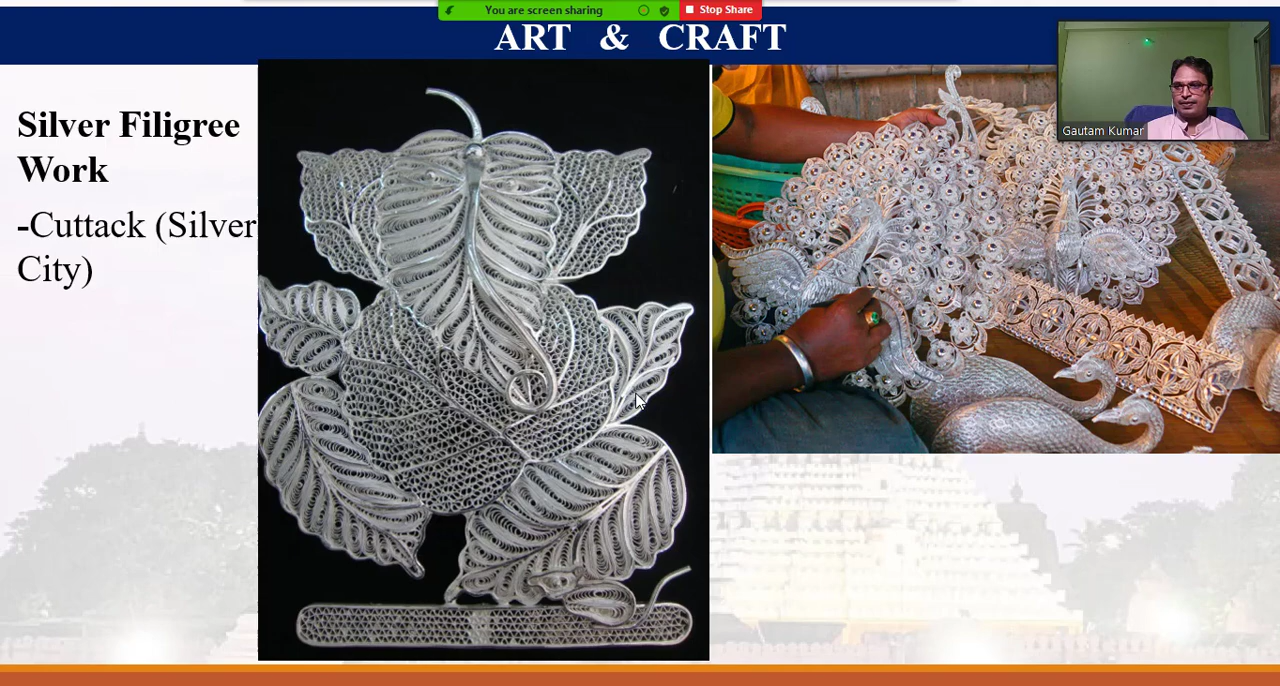 You are screen sharing
Stop Share
ART & CRAFT
Gautam Kumar
Silver Filigree
Work
-Cuttack (Silver
City)